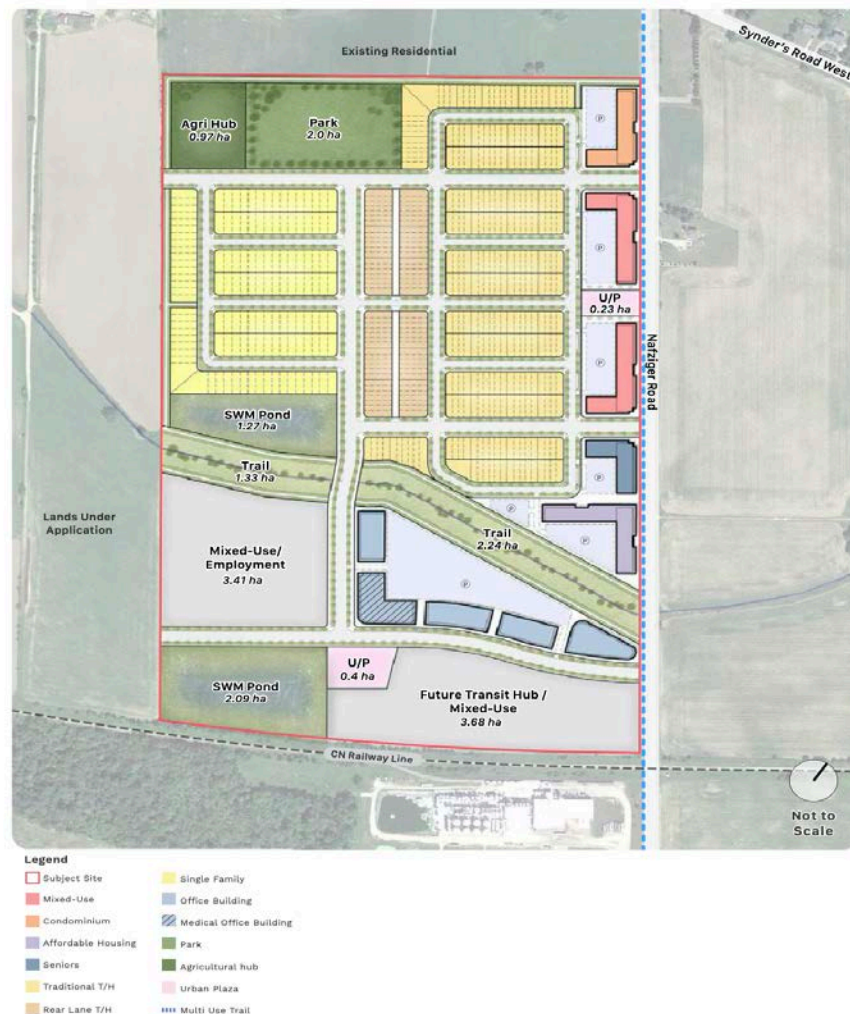 Synder's Road West
Existing Residential
Agri Hub
0.97 ha
Park
2.0 ha
P
P
U/P
0.23 ha
Nafziger Road
P
SWM Pond
1.27 ha
Trail
1.33 ha
P
P
Lands Under
Application
Trail
2.24 ha
P
Mixed-Use/
Employment
3.41 ha
P
U/P
0.4 ha
SWM Pond
2.09 ha
Future Transit Hub /
Mixed-Use
3.68 ha
CN Railway Line
Not to
Scale
Legend
Subject Site
Mixed-Use
Condominium
Affordable Housing
Seniors
Traditional T/H
Rear Lane T/H
Single Family
Office Building
Medical Office Building
Park
Agricultural hub
Urban Plaza
Multi Use Trail